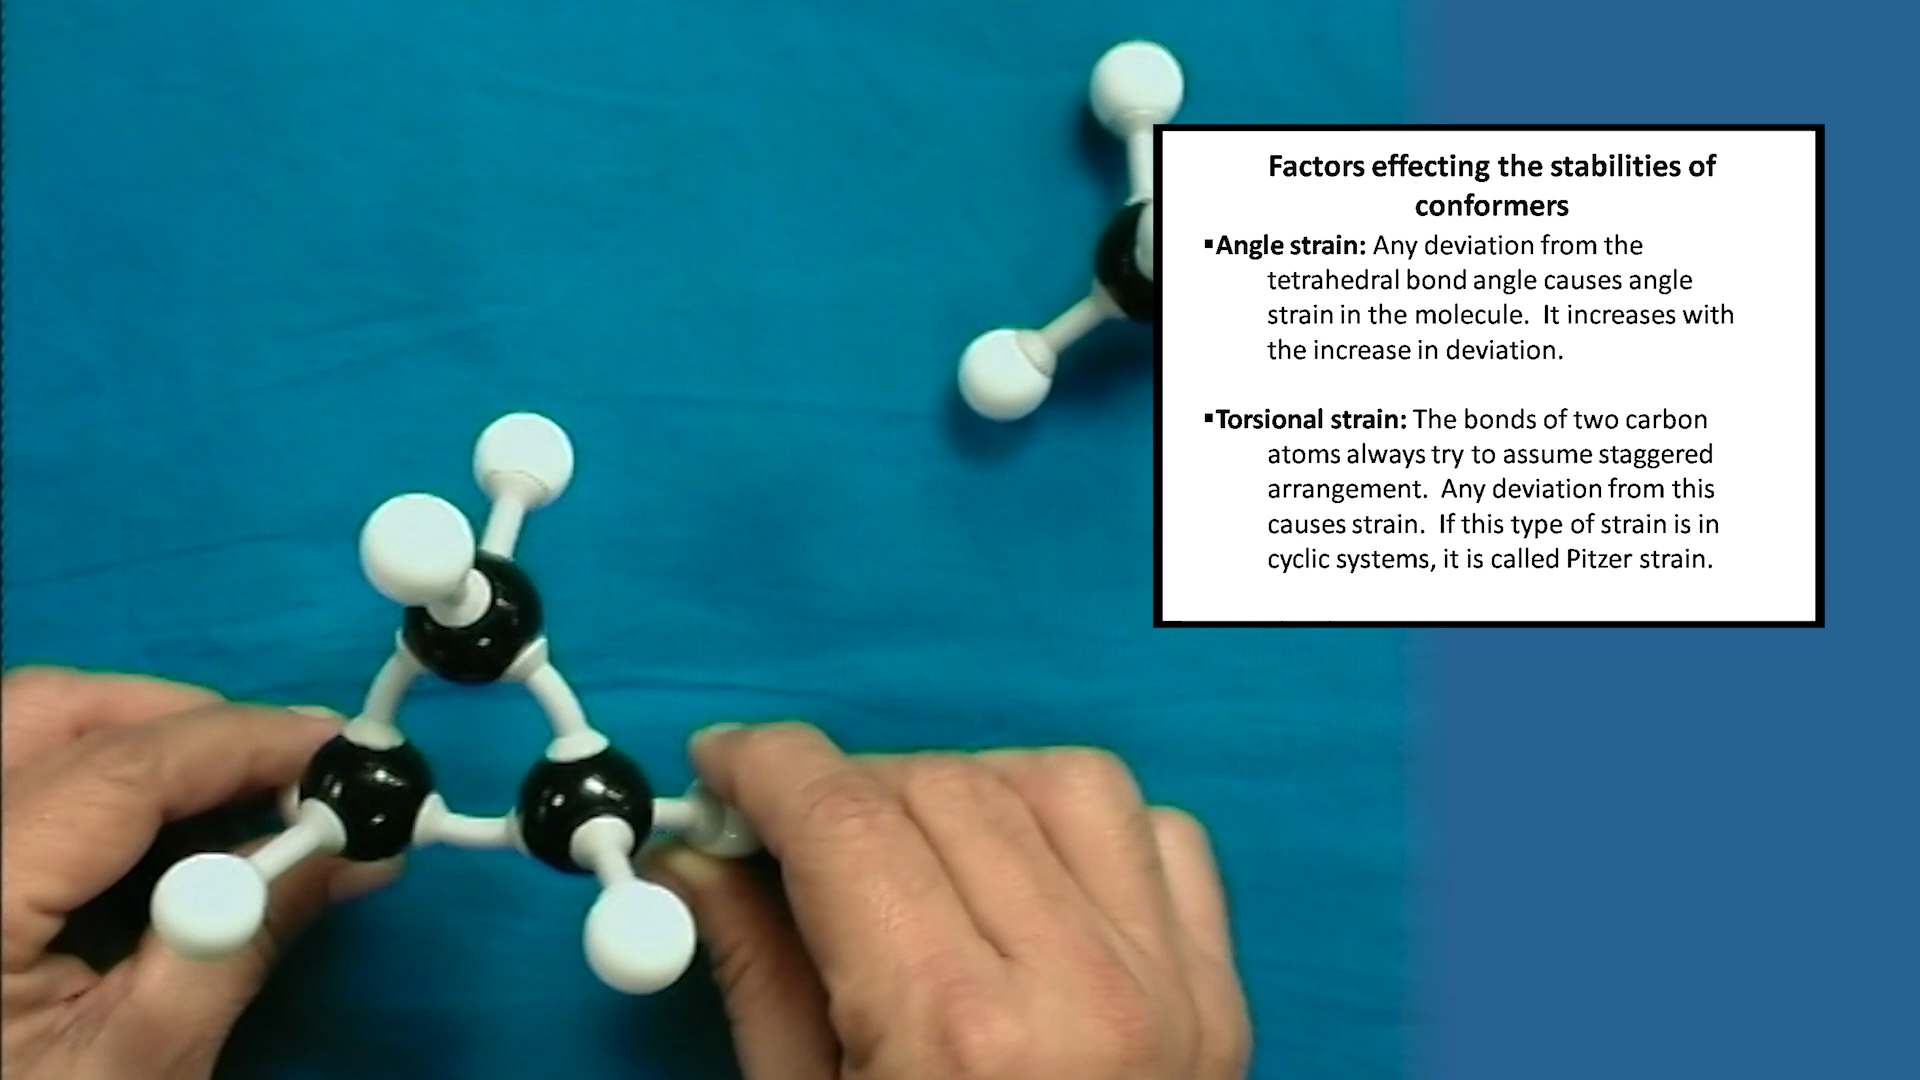 Factors effecting the stabilities of
conformers
▪Angle strain: Any deviation from the
tetrahedral bond angle causes angle
strain in the molecule. It increases with
the increase in deviation.
▪Torsional strain: The bonds of two carbon
atoms always try to assume staggered
arrangement. Any deviation from this
causes strain. If this type of strain is in
cyclic systems, it is called Pitzer strain.